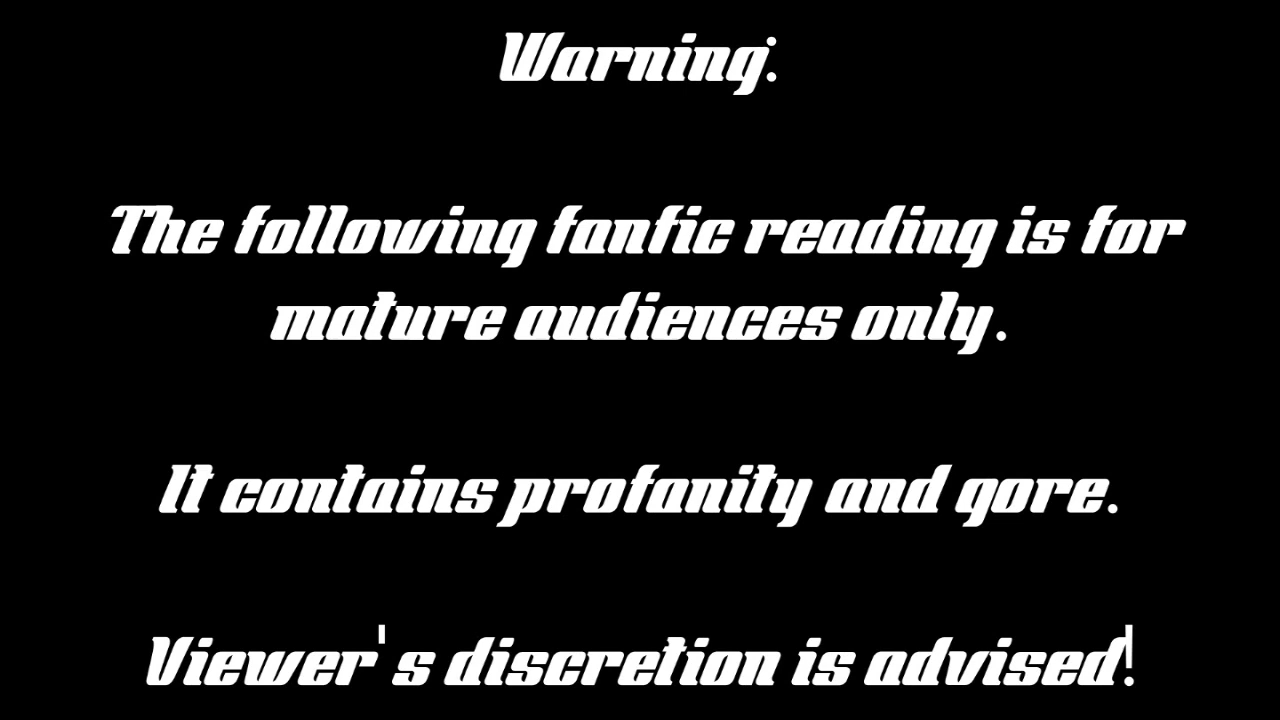 Warning:
The following fanfic reading is for
mature audiences only.
It contains profanity and gore.
Viewer's discretion is advised!